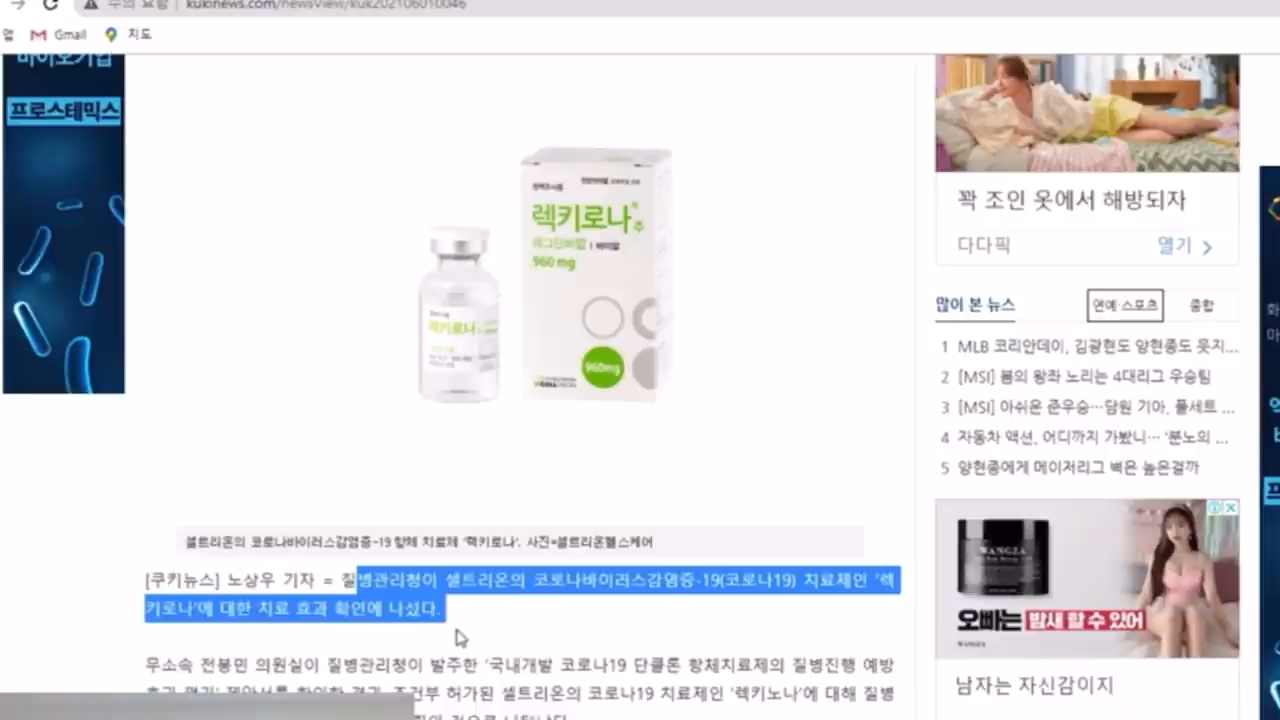 주의 요함 | kukinews.com/newsView/kuk202106010046
앱 Gmail 지도
바이오기업
프로스테믹스
렉키로나주
960 mg
렉키로나
960mg
꽉 조인 옷에서 해방되자
다다픽 열기
많이 본 뉴스 연예·스포츠 종합
1 MLB 코리안데이, 김광현도 양현종도 웃지...
2 [MSI] 봄의 왕좌 노리는 4대리그 우승팀
3 [MSI] 아쉬운 준우승…담원 기아, 풀세트 ...
4 자동차 액션, 어디까지 가봤니… '분노의 ...
5 양현종에게 메이저리그 벽은 높은걸까
WANGZA
오빠는 밤새 할 수 있어
남자는 자신감이지
셀트리온의 코로나바이러스감염증-19 항체 치료제 '렉키로나'. 사진=셀트리온헬스케어
[쿠키뉴스] 노상우 기자 = 질병관리청이 셀트리온의 코로나바이러스감염증-19(코로나19) 치료제인 '렉
키로나'에 대한 치료 효과 확인에 나섰다.
무소속 전봉민 의원실이 질병관리청이 발주한 '국내개발 코로나19 단클론 항체치료제의 질병진행 예방
조건부 허가된 셀트리온의 코로나19 치료제인 '렉키노나'에 대해 질병